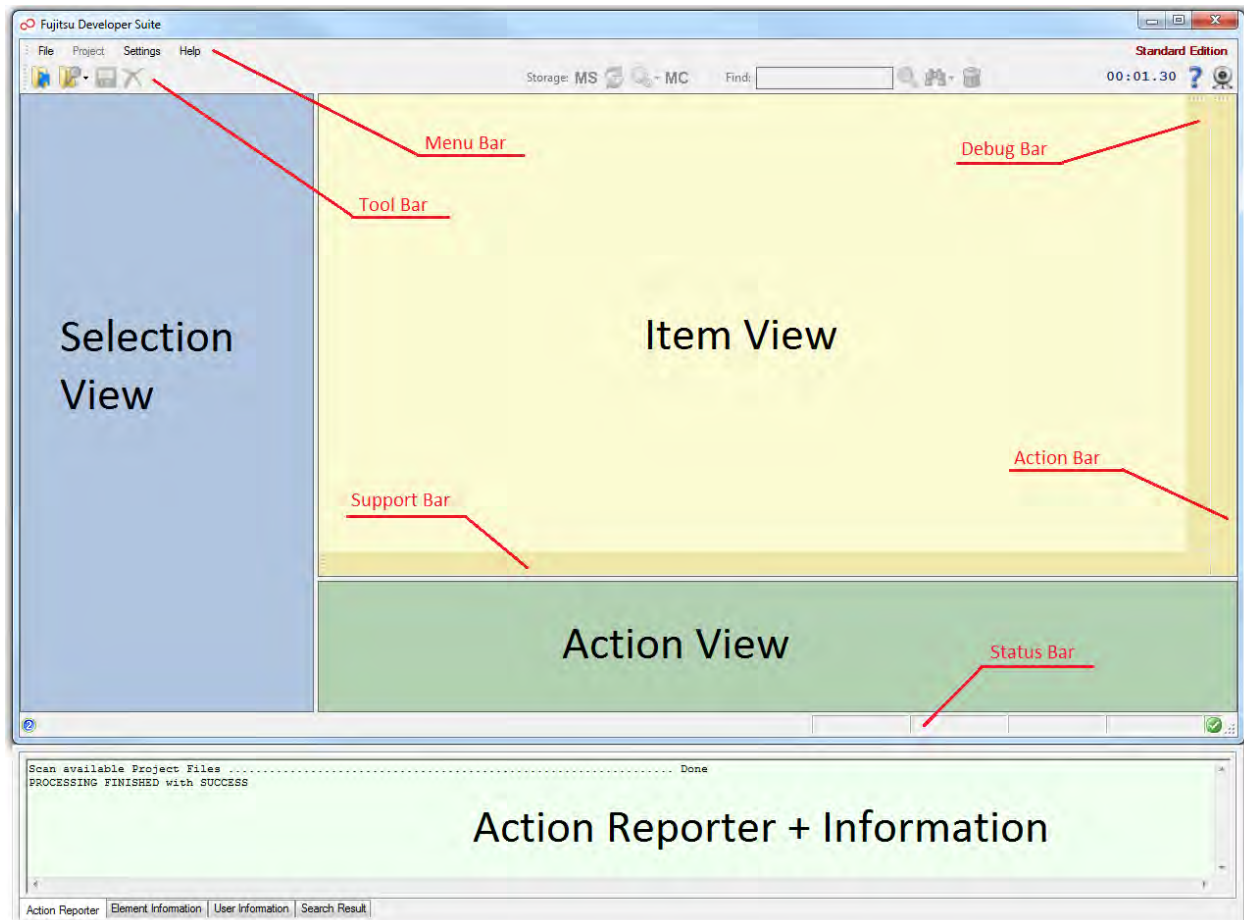 Fujitsu Developer Suite
File Project Settings Help
Standard Edition
Storage: MS MC Find: 00:01.30 ?
Menu Bar
Debug Bar
Tool Bar
Selection
View
Item View
Action Bar
Support Bar
Action View
Status Bar
Scan available Project Files ................................................................. Done
PROCESSING FINISHED with SUCCESS
Action Reporter + Information
Action Reporter Element Information User Information Search Result